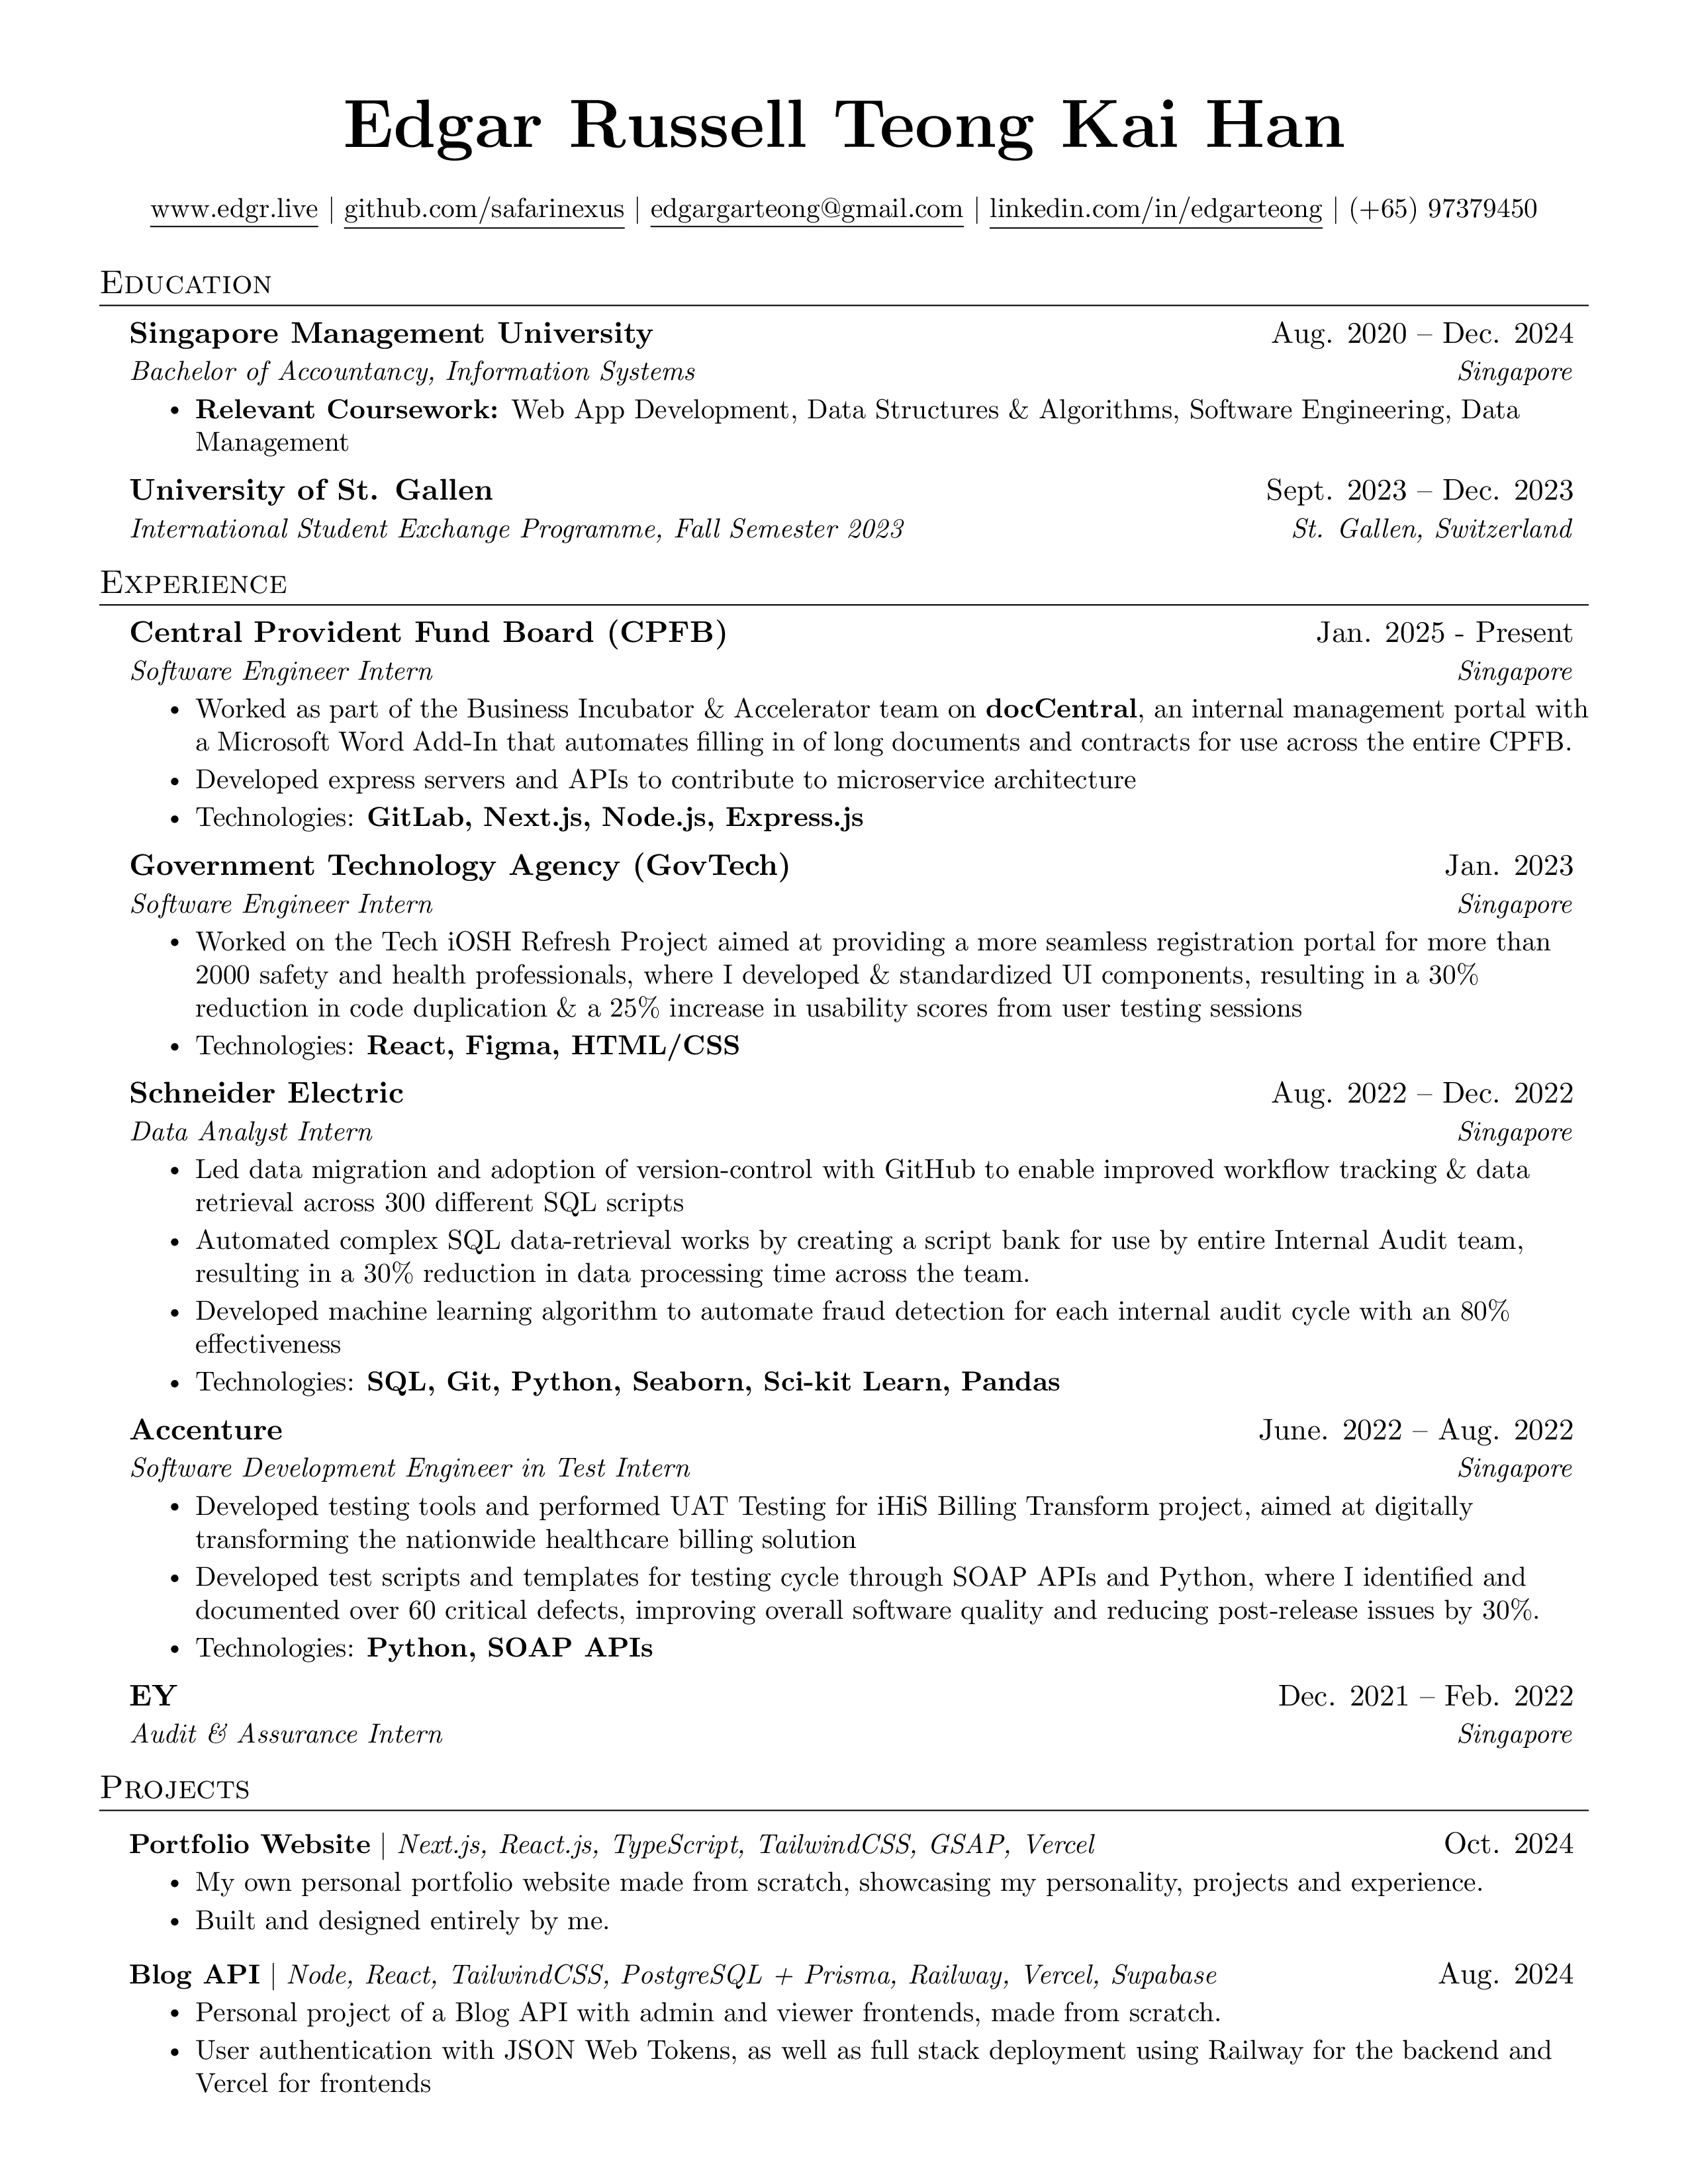 Edgar Russell Teong Kai Han
www.edgr.live | github.com/safarinexus | edgargarteong@gmail.com | linkedin.com/in/edgarteong | (+65) 97379450
Education
Singapore Management University Aug. 2020 – Dec. 2024
Bachelor of Accountancy, Information Systems Singapore
• Relevant Coursework: Web App Development, Data Structures & Algorithms, Software Engineering, Data
Management
University of St. Gallen Sept. 2023 – Dec. 2023
International Student Exchange Programme, Fall Semester 2023 St. Gallen, Switzerland
Experience
Central Provident Fund Board (CPFB) Jan. 2025 - Present
Software Engineer Intern Singapore
• Worked as part of the Business Incubator & Accelerator team on docCentral, an internal management portal with
a Microsoft Word Add-In that automates filling in of long documents and contracts for use across the entire CPFB.
• Developed express servers and APIs to contribute to microservice architecture
• Technologies: GitLab, Next.js, Node.js, Express.js
Government Technology Agency (GovTech) Jan. 2023
Software Engineer Intern Singapore
• Worked on the Tech iOSH Refresh Project aimed at providing a more seamless registration portal for more than
2000 safety and health professionals, where I developed & standardized UI components, resulting in a 30%
reduction in code duplication & a 25% increase in usability scores from user testing sessions
• Technologies: React, Figma, HTML/CSS
Schneider Electric Aug. 2022 – Dec. 2022
Data Analyst Intern Singapore
• Led data migration and adoption of version-control with GitHub to enable improved workflow tracking & data
retrieval across 300 different SQL scripts
• Automated complex SQL data-retrieval works by creating a script bank for use by entire Internal Audit team,
resulting in a 30% reduction in data processing time across the team.
• Developed machine learning algorithm to automate fraud detection for each internal audit cycle with an 80%
effectiveness
• Technologies: SQL, Git, Python, Seaborn, Sci-kit Learn, Pandas
Accenture June. 2022 – Aug. 2022
Software Development Engineer in Test Intern Singapore
• Developed testing tools and performed UAT Testing for iHiS Billing Transform project, aimed at digitally
transforming the nationwide healthcare billing solution
• Developed test scripts and templates for testing cycle through SOAP APIs and Python, where I identified and
documented over 60 critical defects, improving overall software quality and reducing post-release issues by 30%.
• Technologies: Python, SOAP APIs
EY Dec. 2021 – Feb. 2022
Audit & Assurance Intern Singapore
Projects
Portfolio Website | Next.js, React.js, TypeScript, TailwindCSS, GSAP, Vercel Oct. 2024
• My own personal portfolio website made from scratch, showcasing my personality, projects and experience.
• Built and designed entirely by me.
Blog API | Node, React, TailwindCSS, PostgreSQL + Prisma, Railway, Vercel, Supabase Aug. 2024
• Personal project of a Blog API with admin and viewer frontends, made from scratch.
• User authentication with JSON Web Tokens, as well as full stack deployment using Railway for the backend and
Vercel for frontends